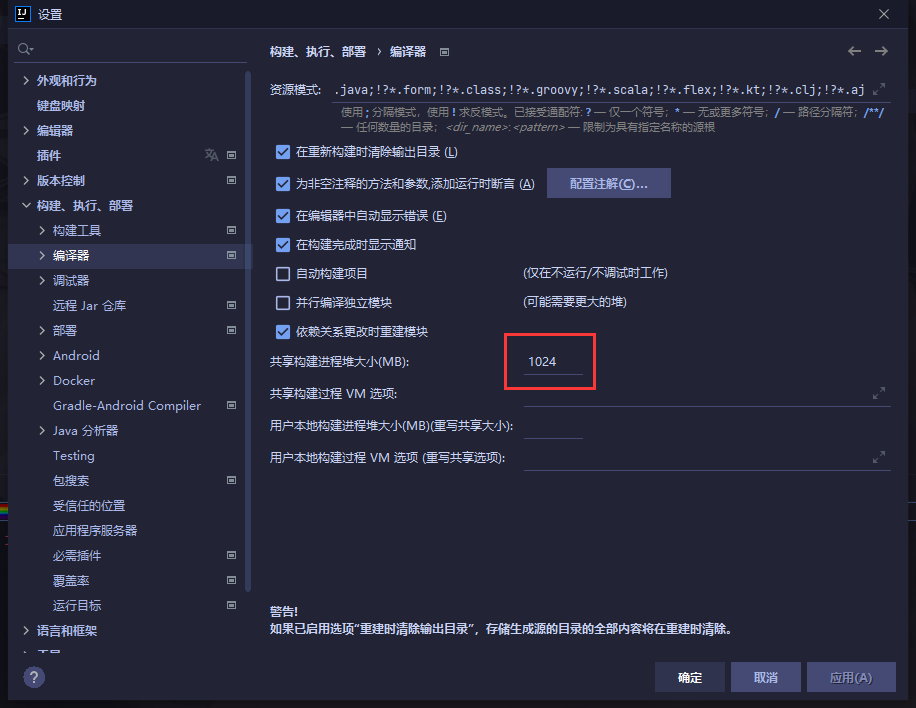 设置
构建、执行、部署 › 编译器
外观和行为
键盘映射
编辑器
插件
版本控制
构建、执行、部署
构建工具
编译器
调试器
远程 Jar 仓库
部署
Android
Docker
Gradle-Android Compiler
Java 分析器
Testing
包搜索
受信任的位置
应用程序服务器
必需插件
覆盖率
运行目标
语言和框架
资源模式: .java;!?*.form;!?*.class;!?*.groovy;!?*.scala;!?*.flex;!?*.kt;!?*.clj;!?*.aj
使用 ; 分隔模式，使用 ! 求反模式。已接受通配符: ? — 仅一个符号； * — 无或更多符号； / — 路径分隔符； /**/
— 任何数量的目录； <dir_name>:<pattern> — 限制为具有指定名称的源根
在重新构建时清除输出目录 (L)
为非空注释的方法和参数,添加运行时断言 (A) 配置注解(C)...
在编辑器中自动显示错误 (E)
在构建完成时显示通知
自动构建项目 (仅在不运行/不调试时工作)
并行编译独立模块 (可能需要更大的堆)
依赖关系更改时重建模块
共享构建进程堆大小(MB): 1024
共享构建过程 VM 选项:
用户本地构建进程堆大小(MB)(重写共享大小):
用户本地构建过程 VM 选项 (重写共享选项):
警告!
如果已启用选项"重建时清除输出目录"，存储生成源的目录的全部内容将在重建时清除。
? 确定 取消 应用(A)